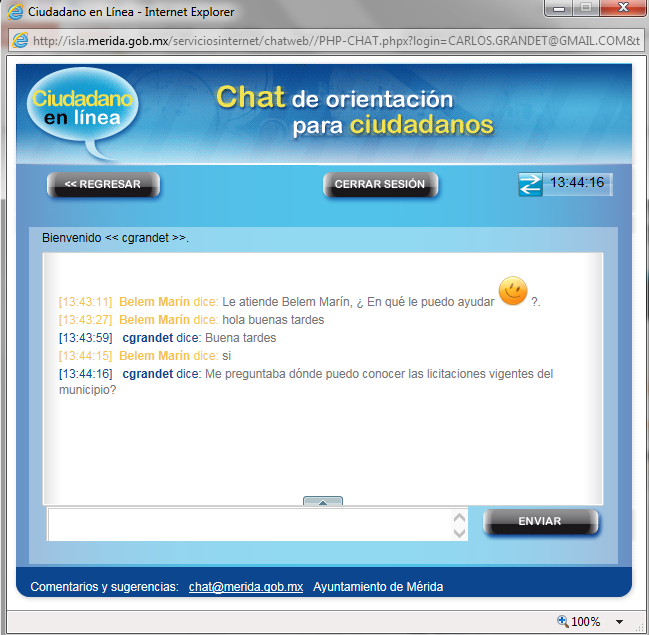 Ciudadano en Línea - Internet Explorer
http://isla.merida.gob.mx/serviciosinternet/chatweb//PHP-CHAT.phpx?login=CARLOS.GRANDET@GMAIL.COM&t
Ciudadano
en línea
Chat de orientación
para ciudadanos
<< REGRESAR
CERRAR SESIÓN
13:44:16
Bienvenido << cgrandet >>.
[13:43:11] Belem Marín dice: Le atiende Belem Marín, ¿ En qué le puedo ayudar ?.
[13:43:27] Belem Marín dice: hola buenas tardes
[13:43:59] cgrandet dice: Buena tardes
[13:44:15] Belem Marín dice: si
[13:44:16] cgrandet dice: Me preguntaba dónde puedo conocer las licitaciones vigentes del
municipio?
ENVIAR
Comentarios y sugerencias: chat@merida.gob.mx Ayuntamiento de Mérida
100%